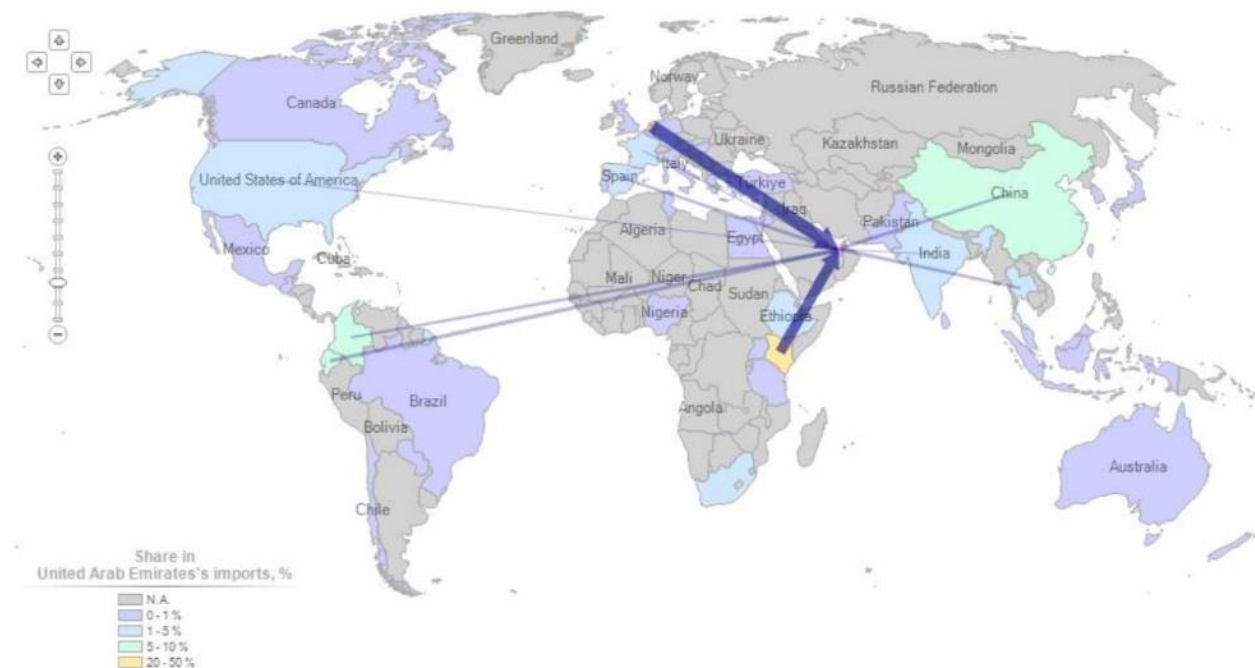 Greenland
Norway
Russian Federation
Canada
Ukraine
Kazakhstan
Mongolia
Italy
United States of America
Spain
Türkiye
China
Iraq
Pakistan
Algeria
Egypt
Mexico
India
Cuba
Mali
Niger
Chad
Sudan
Nigeria
Ethiopia
Peru
Brazil
Angola
Bolivia
Australia
Chile
Share in
United Arab Emirates's imports, %
N.A.
0 - 1 %
1 - 5 %
5 - 10 %
20 - 50 %